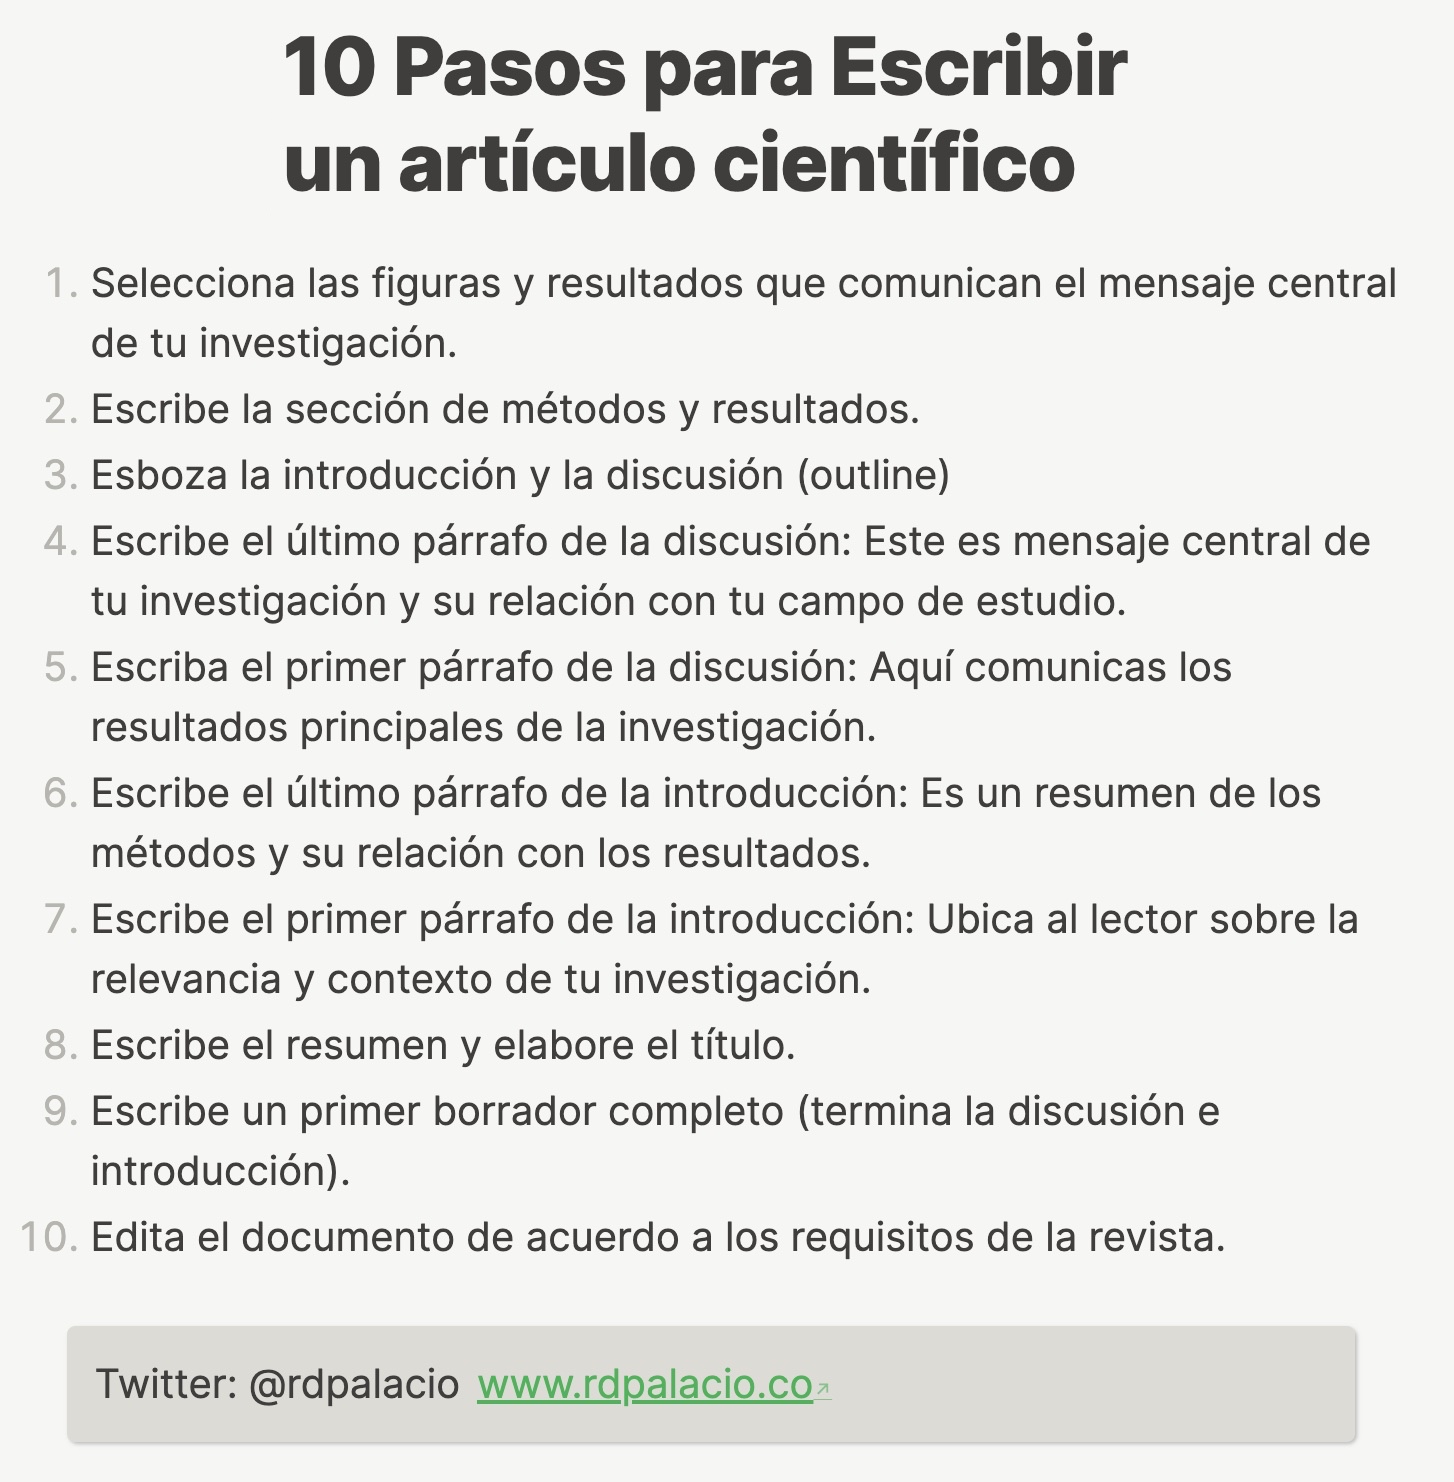 10 Pasos para Escribir
un artículo científico
1. Selecciona las figuras y resultados que comunican el mensaje central
de tu investigación.
2. Escribe la sección de métodos y resultados.
3. Esboza la introducción y la discusión (outline)
4. Escribe el último párrafo de la discusión: Este es mensaje central de
tu investigación y su relación con tu campo de estudio.
5. Escriba el primer párrafo de la discusión: Aquí comunicas los
resultados principales de la investigación.
6. Escribe el último párrafo de la introducción: Es un resumen de los
métodos y su relación con los resultados.
7. Escribe el primer párrafo de la introducción: Ubica al lector sobre la
relevancia y contexto de tu investigación.
8. Escribe el resumen y elabore el título.
9. Escribe un primer borrador completo (termina la discusión e
introducción).
10. Edita el documento de acuerdo a los requisitos de la revista.
Twitter: @rdpalacio www.rdpalacio.co↗